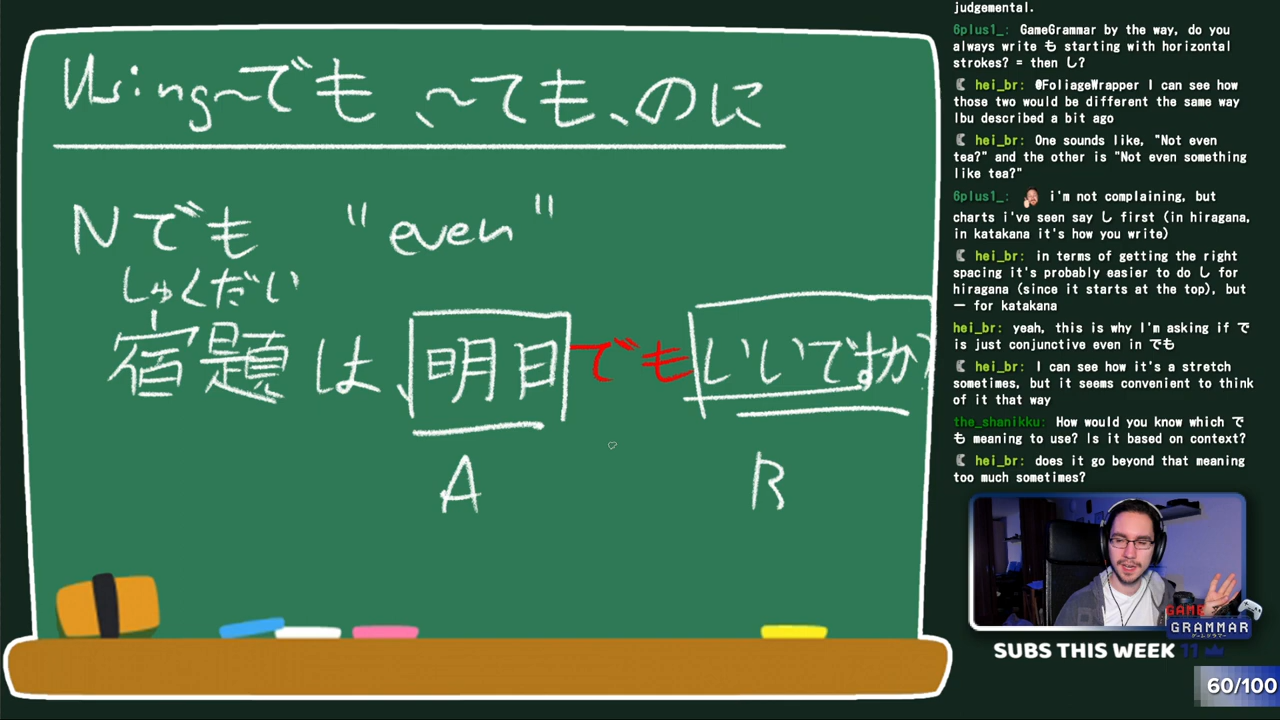 Using〜でも、〜ても、のに
Nでも "even"
しゅくだい
宿題は、明日でもいいですか?
A B
judgemental.
6plus1_: GameGrammar by the way, do you
always write も starting with horizontal
strokes? = then し?
hei_br: @FoliageWrapper I can see how
those two would be different the same way
Ibu described a bit ago
hei_br: One sounds like, "Not even
tea?" and the other is "Not even something
like tea?"
6plus1_: i'm not complaining, but
charts i've seen say し first (in hiragana,
in katakana it's how you write)
hei_br: in terms of getting the right
spacing it's probably easier to do し for
hiragana (since it starts at the top), but
一 for katakana
hei_br: yeah, this is why I'm asking if で
is just conjunctive even in でも
hei_br: I can see how it's a stretch
sometimes, but it seems convenient to think
of it that way
the_shanikku: How would you know which で
も meaning to use? Is it based on context?
hei_br: does it go beyond that meaning
too much sometimes?
GAME
GRAMMAR
ゲームグラマー
SUBS THIS WEEK 11
60/100